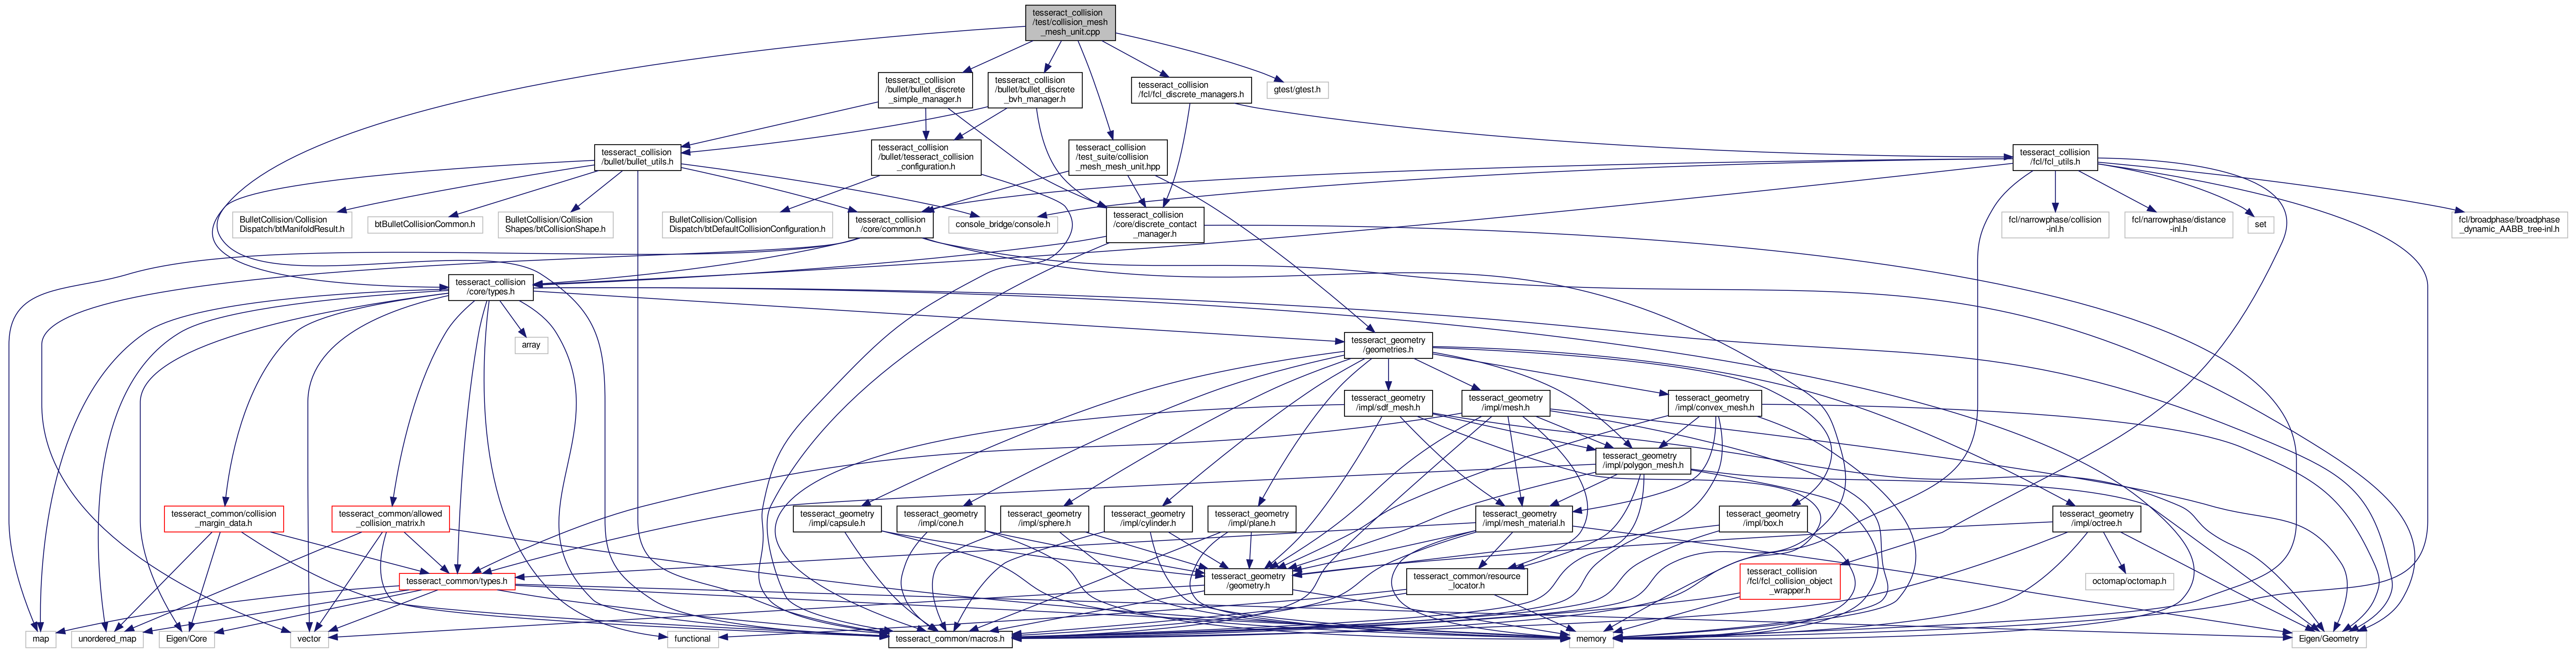 tesseract_collision
/test/collision_mesh
_mesh_unit.cpp
tesseract_collision
/bullet/bullet_discrete
_simple_manager.h
tesseract_collision
/bullet/bullet_discrete
_bvh_manager.h
tesseract_collision
/fcl/fcl_discrete_managers.h
gtest/gtest.h
tesseract_collision
/bullet/bullet_utils.h
tesseract_collision
/bullet/tesseract_collision
_configuration.h
tesseract_collision
/test_suite/collision
_mesh_mesh_unit.hpp
tesseract_collision
/fcl/fcl_utils.h
BulletCollision/Collision
Dispatch/btManifoldResult.h
btBulletCollisionCommon.h
BulletCollision/Collision
Shapes/btCollisionShape.h
BulletCollision/Collision
Dispatch/btDefaultCollisionConfiguration.h
tesseract_collision
/core/common.h
console_bridge/console.h
tesseract_collision
/core/discrete_contact
_manager.h
fcl/narrowphase/collision
-inl.h
fcl/narrowphase/distance
-inl.h
set
fcl/broadphase/broadphase
_dynamic_AABB_tree-inl.h
tesseract_collision
/core/types.h
array
tesseract_geometry
/geometries.h
tesseract_geometry
/impl/sdf_mesh.h
tesseract_geometry
/impl/mesh.h
tesseract_geometry
/impl/convex_mesh.h
tesseract_geometry
/impl/polygon_mesh.h
tesseract_common/collision
_margin_data.h
tesseract_common/allowed
_collision_matrix.h
tesseract_geometry
/impl/capsule.h
tesseract_geometry
/impl/cone.h
tesseract_geometry
/impl/sphere.h
tesseract_geometry
/impl/cylinder.h
tesseract_geometry
/impl/plane.h
tesseract_geometry
/impl/mesh_material.h
tesseract_geometry
/impl/box.h
tesseract_geometry
/impl/octree.h
tesseract_common/types.h
tesseract_geometry
/geometry.h
tesseract_common/resource
_locator.h
tesseract_collision
/fcl/fcl_collision_object
_wrapper.h
octomap/octomap.h
map
unordered_map
Eigen/Core
vector
functional
tesseract_common/macros.h
memory
Eigen/Geometry